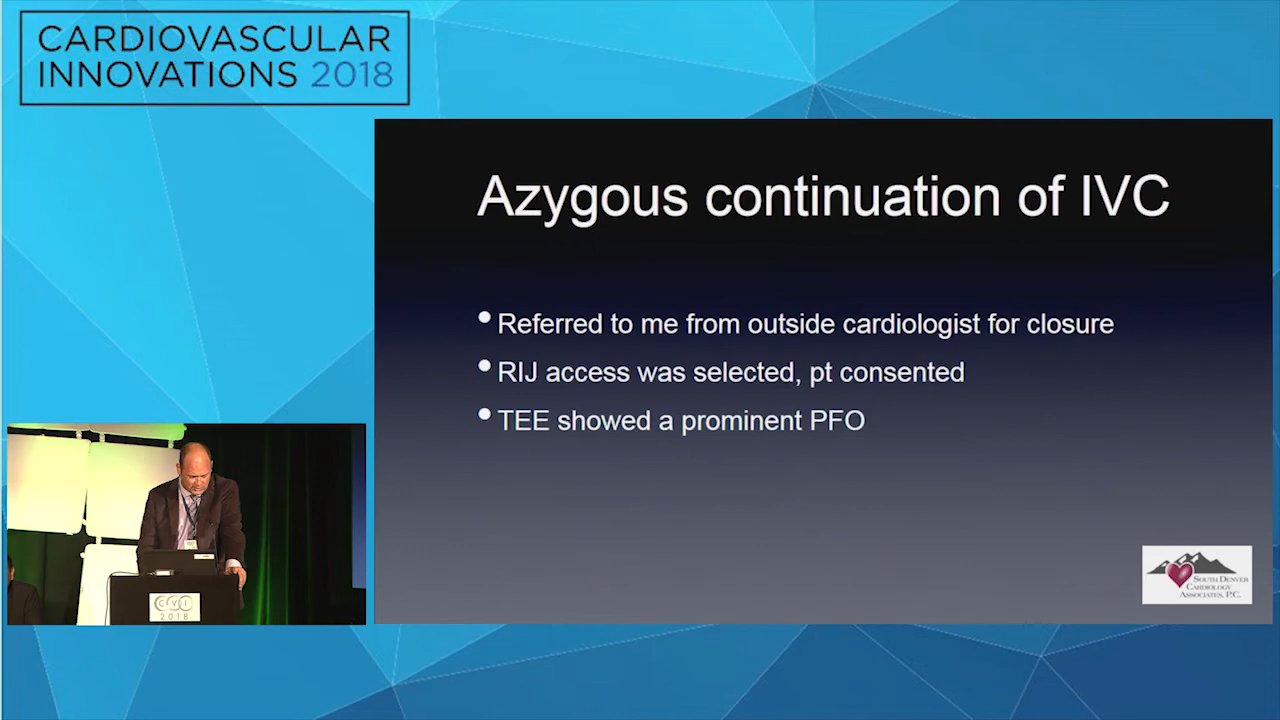 CARDIOVASCULAR
INNOVATIONS 2018
Azygous continuation of IVC
• Referred to me from outside cardiologist for closure
• RIJ access was selected, pt consented
• TEE showed a prominent PFO
SOUTH DENVER
CARDIOLOGY
ASSOCIATES, P.C.
CVI
2018